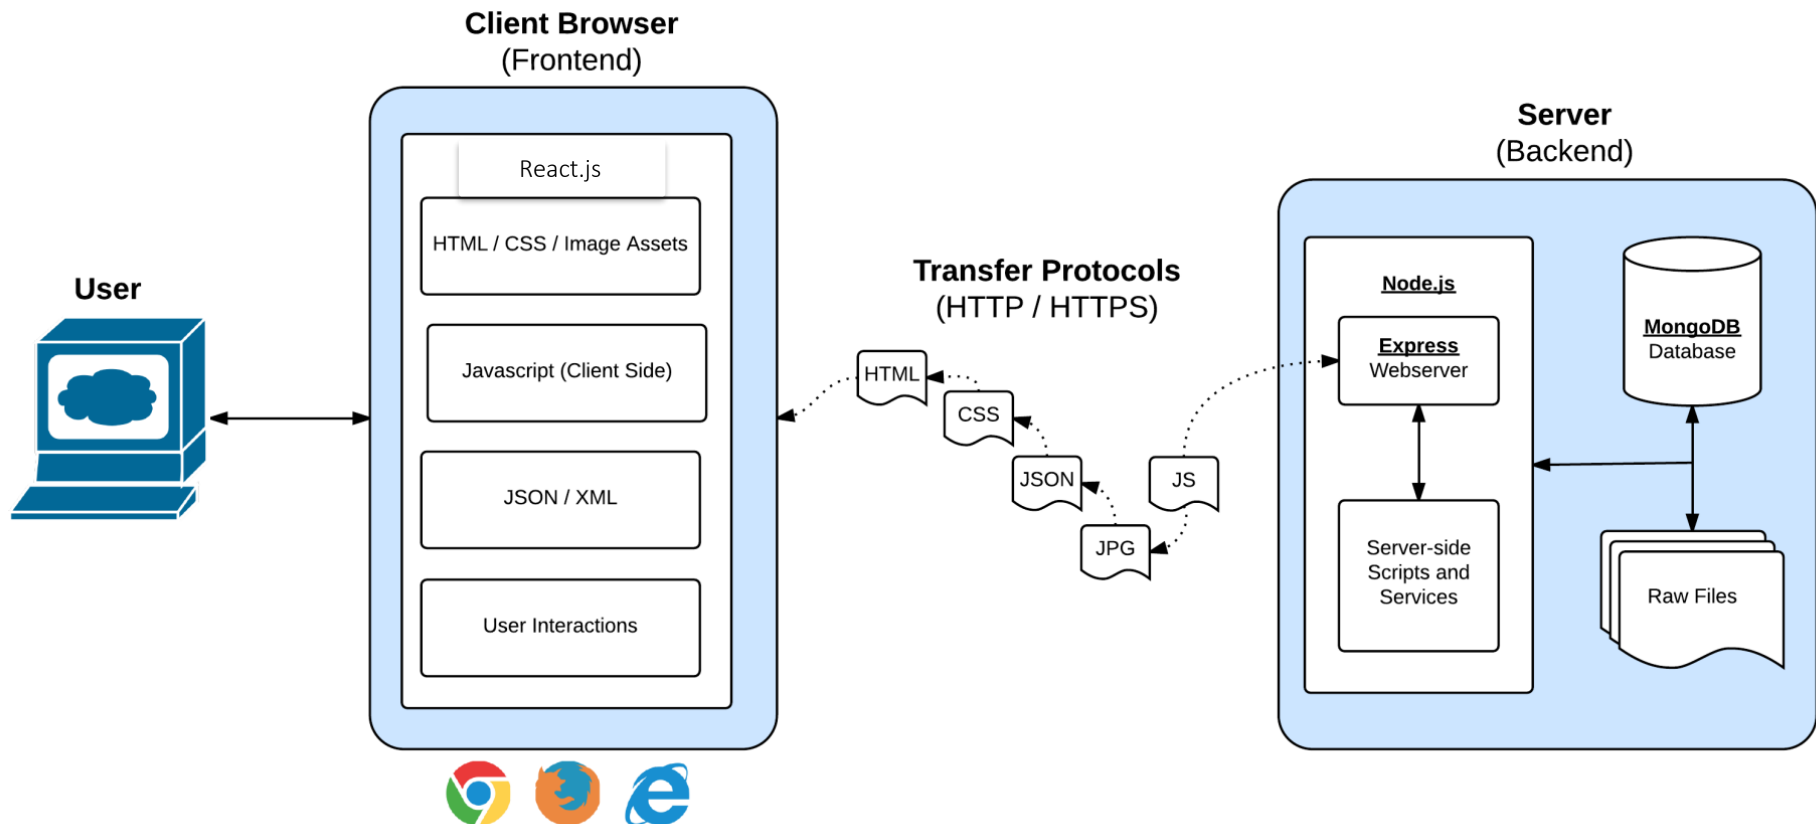 Client Browser
(Frontend)
React.js
HTML / CSS / Image Assets
Javascript (Client Side)
JSON / XML
User Interactions
User
Transfer Protocols
(HTTP / HTTPS)
HTML
CSS
JSON
JPG
JS
Server
(Backend)
Node.js
Express
Webserver
Server-side
Scripts and
Services
MongoDB
Database
Raw Files